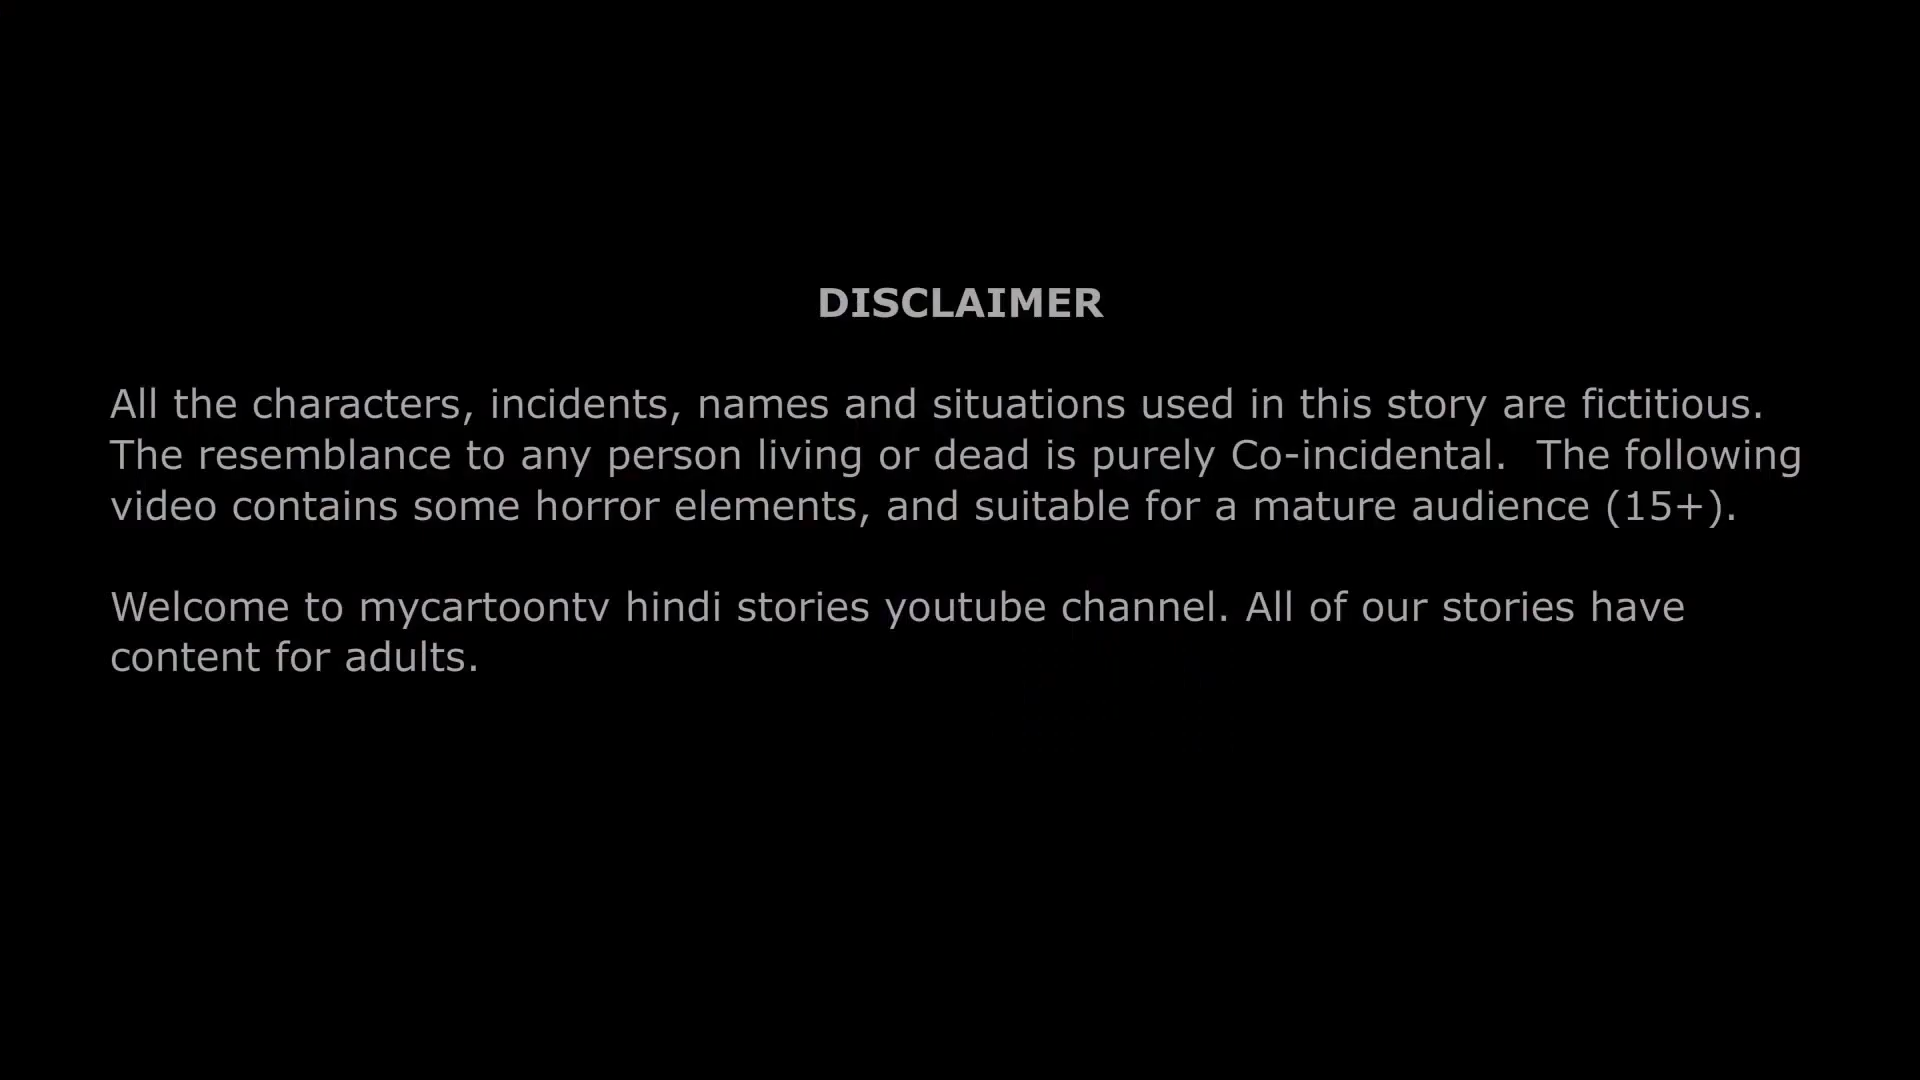 DISCLAIMER
All the characters, incidents, names and situations used in this story are fictitious.
The resemblance to any person living or dead is purely Co-incidental.  The following
video contains some horror elements, and suitable for a mature audience (15+).
Welcome to mycartoontv hindi stories youtube channel. All of our stories have
content for adults.